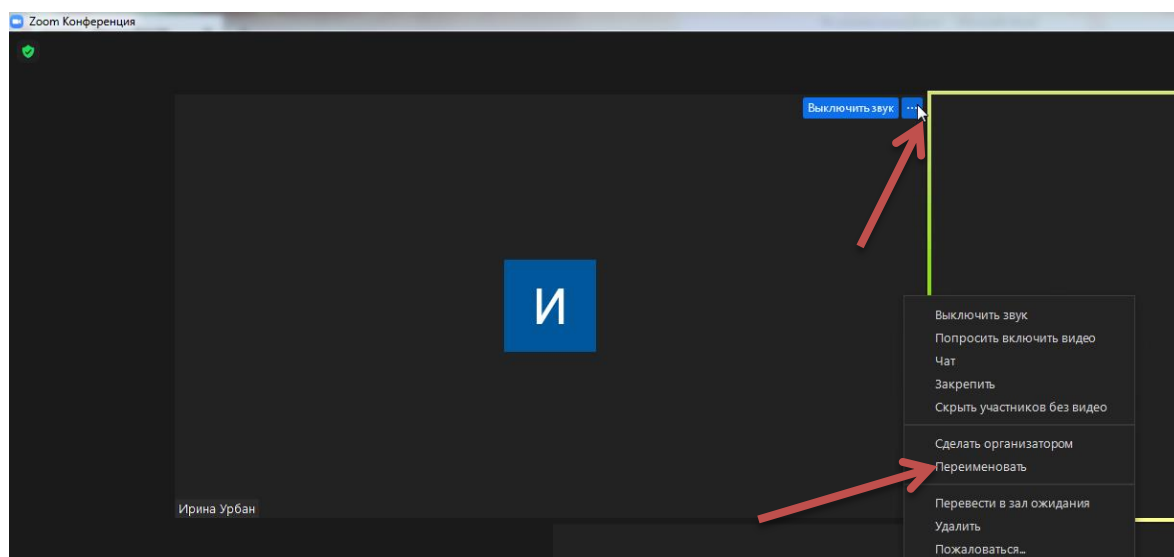 Zoom Конференция
Выключить звук ...
И
Ирина Урбан
Выключить звук
Попросить включить видео
Чат
Закрепить
Скрыть участников без видео
Сделать организатором
Переименовать
Перевести в зал ожидания
Удалить
Пожаловаться...